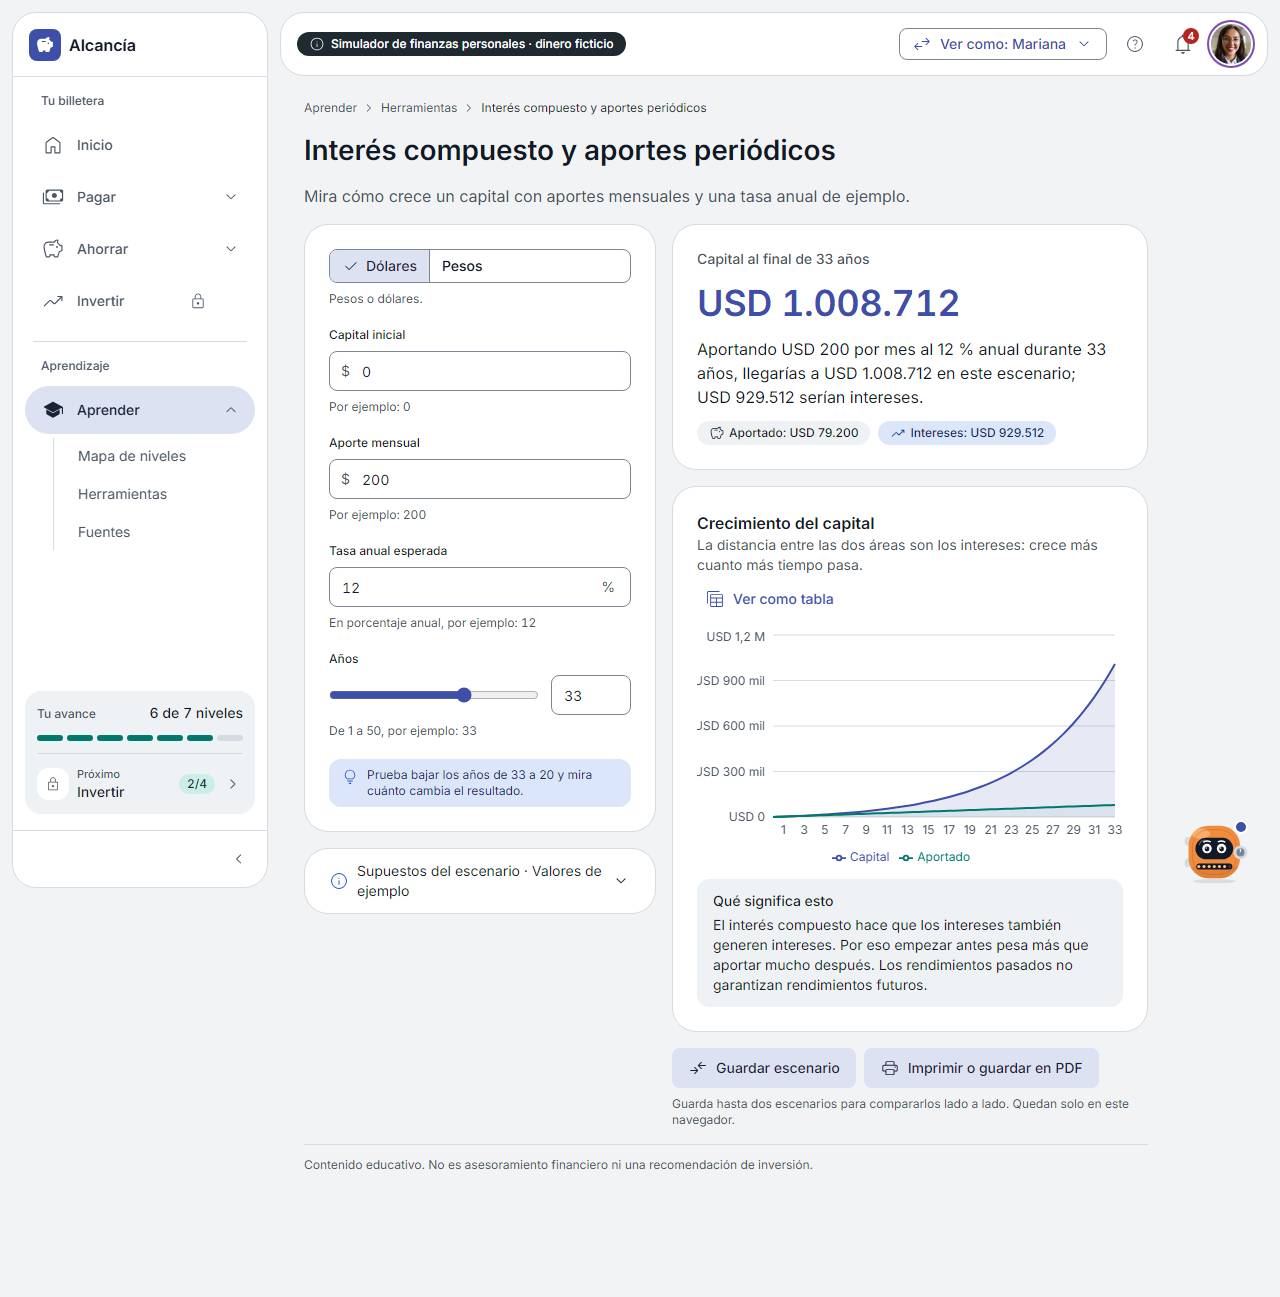 Alcancía
Simulador de finanzas personales · dinero ficticio
Ver como: Mariana
4
Tu billetera
Inicio
Pagar
Ahorrar
Invertir
Aprendizaje
Aprender
Mapa de niveles
Herramientas
Fuentes
Tu avance
6 de 7 niveles
Próximo
Invertir
2/4
Aprender
Herramientas
Interés compuesto y aportes periódicos
Interés compuesto y aportes periódicos
Mira cómo crece un capital con aportes mensuales y una tasa anual de ejemplo.
Dólares
Pesos
Pesos o dólares.
Capital inicial
$ 0
Por ejemplo: 0
Aporte mensual
$ 200
Por ejemplo: 200
Tasa anual esperada
12 %
En porcentaje anual, por ejemplo: 12
Años
33
De 1 a 50, por ejemplo: 33
Prueba bajar los años de 33 a 20 y mira
cuánto cambia el resultado.
Supuestos del escenario · Valores de
ejemplo
Capital al final de 33 años
USD 1.008.712
Aportando USD 200 por mes al 12 % anual durante 33
años, llegarías a USD 1.008.712 en este escenario;
USD 929.512 serían intereses.
Aportado: USD 79.200
Intereses: USD 929.512
Crecimiento del capital
La distancia entre las dos áreas son los intereses: crece más
cuanto más tiempo pasa.
Ver como tabla
USD 1,2 M
USD 900 mil
USD 600 mil
USD 300 mil
USD 0
1 3 5 7 9 11 13 15 17 19 21 23 25 27 29 31 33
Capital
Aportado
Qué significa esto
El interés compuesto hace que los intereses también
generen intereses. Por eso empezar antes pesa más que
aportar mucho después. Los rendimientos pasados no
garantizan rendimientos futuros.
Guardar escenario
Imprimir o guardar en PDF
Guarda hasta dos escenarios para compararlos lado a lado. Quedan solo en este
navegador.
Contenido educativo. No es asesoramiento financiero ni una recomendación de inversión.